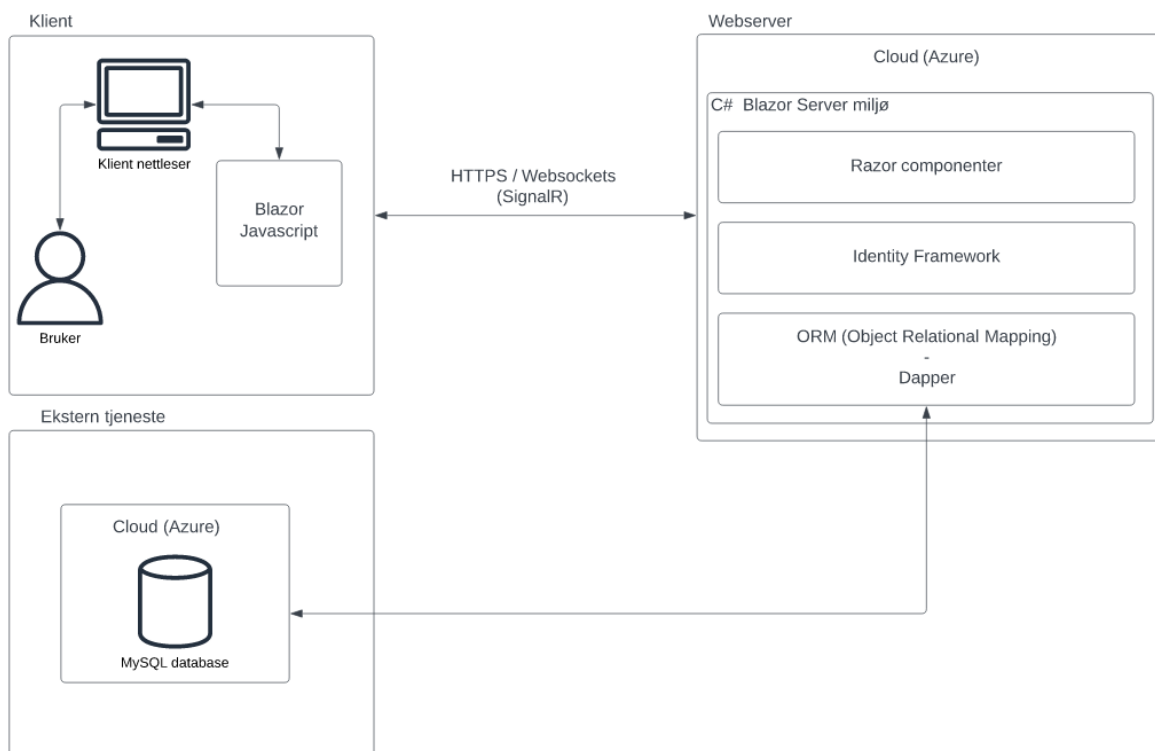 Klient
Klient nettleser
Blazor
Javascript
Bruker
HTTPS / Websockets
(SignalR)
Webserver
Cloud (Azure)
C#  Blazor Server miljø
Razor componenter
Identity Framework
ORM (Object Relational Mapping)
-
Dapper
Ekstern tjeneste
Cloud (Azure)
MySQL database